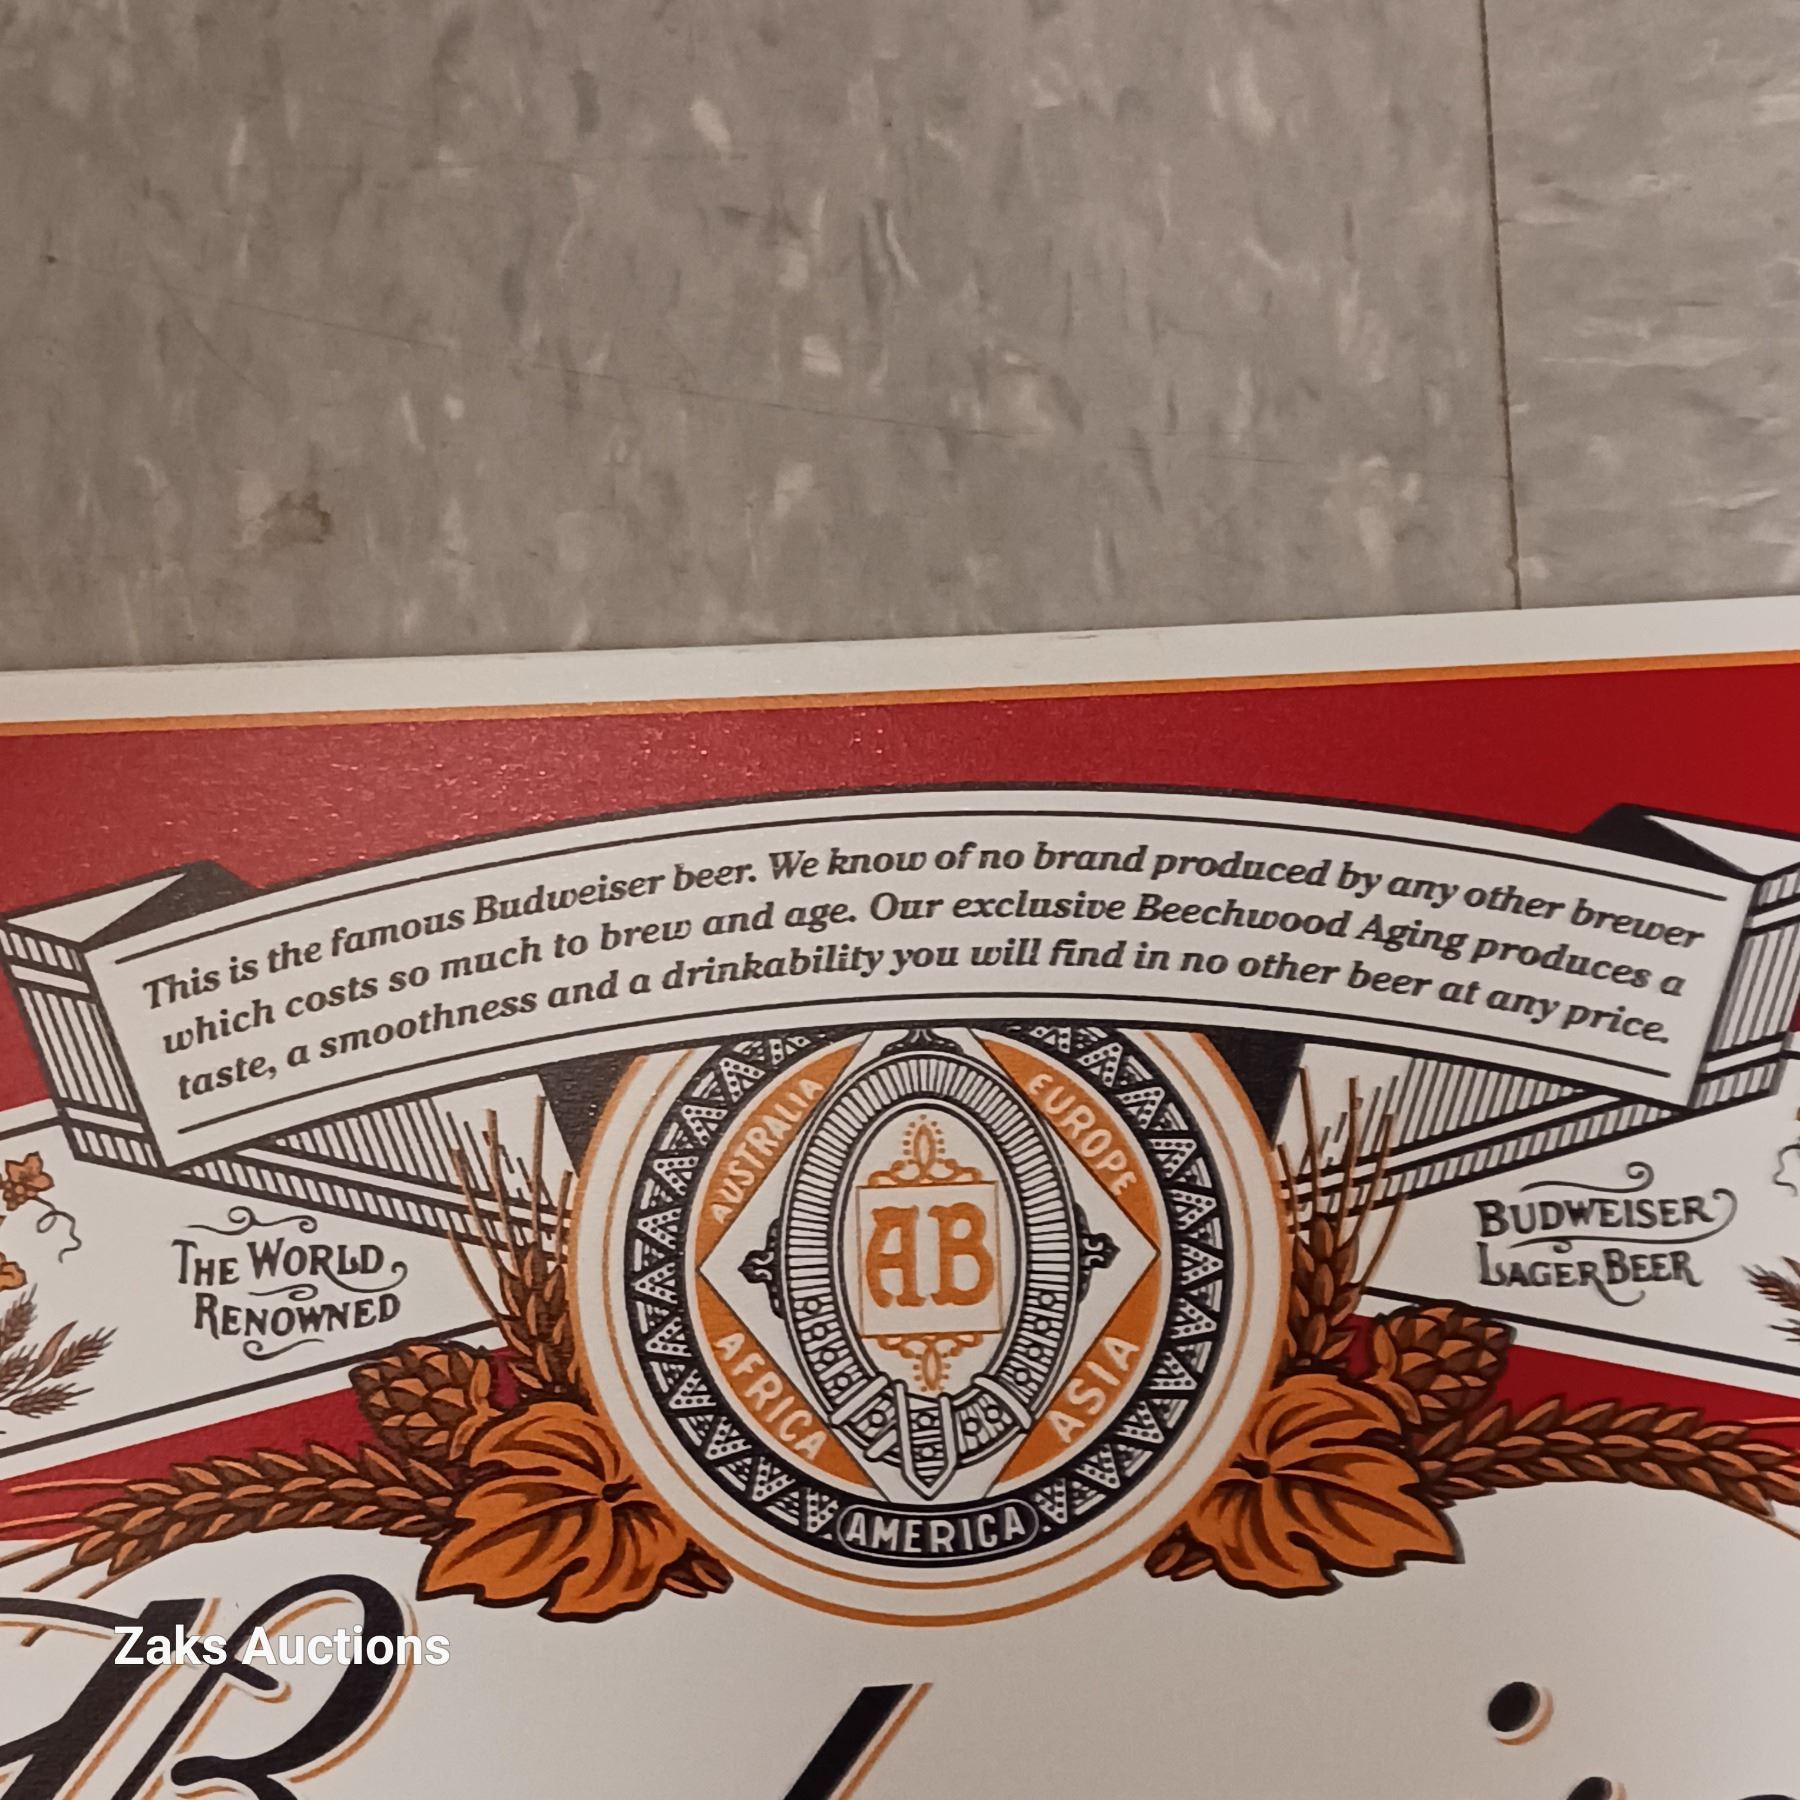 This is the famous Budweiser beer. We know of no brand produced by any other brewer
which costs so much to brew and age. Our exclusive Beechwood Aging produces a
taste, a smoothness and a drinkability you will find in no other beer at any price.
AUSTRALIA
EUROPE
AB
THE WORLD
RENOWNED
BUDWEISER
LAGER BEER
AFRICA
ASIA
AMERICA
Zaks Auctions